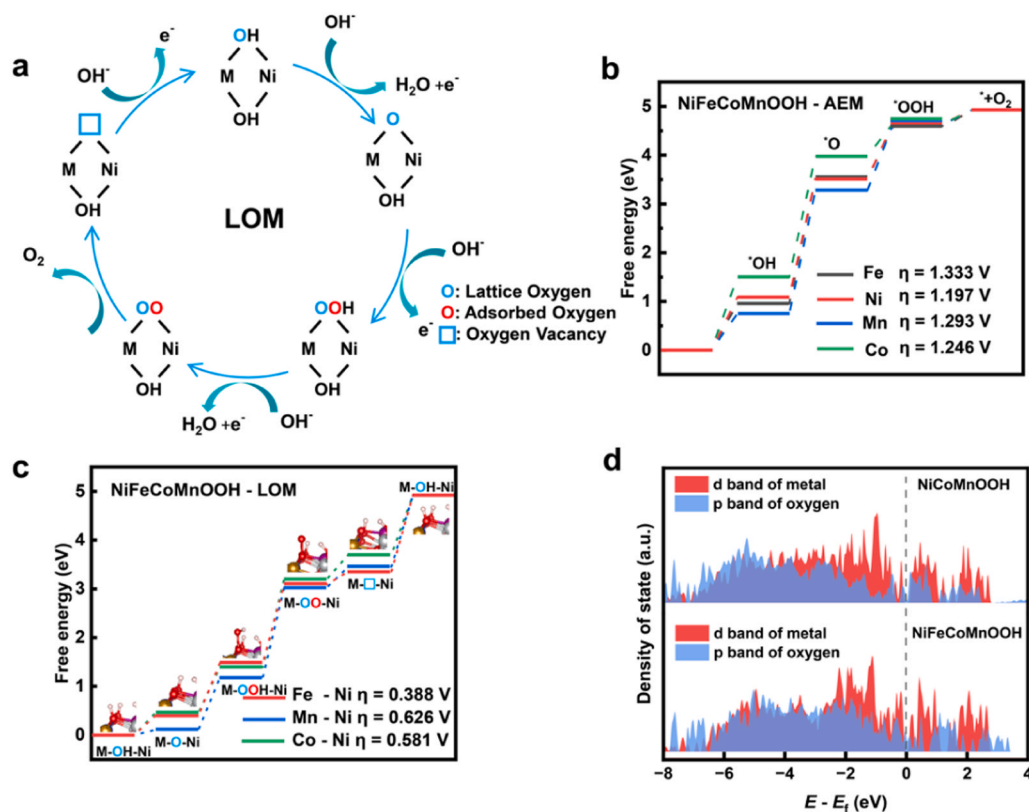 a
e⁻
OH⁻
OH
M Ni
OH
OH⁻
H₂O +e⁻
O
M Ni
OH
OH⁻
e⁻
OOH
M Ni
OH
OH⁻
H₂O +e⁻
OO
M Ni
OH
O₂
M Ni
OH
LOM
O: Lattice Oxygen
O: Adsorbed Oxygen
: Oxygen Vacancy
b
NiFeCoMnOOH - AEM
*OH
*O
*OOH
*+O₂
Fe η = 1.333 V
Ni η = 1.197 V
Mn η = 1.293 V
Co η = 1.246 V
Free energy (eV)
5
4
3
2
1
0
c
NiFeCoMnOOH - LOM
M-OH-Ni
M-O-Ni
M-OOH-Ni
M-OO-Ni
M-□-Ni
M-OH-Ni
Fe - Ni η = 0.388 V
Mn - Ni η = 0.626 V
Co - Ni η = 0.581 V
Free energy (eV)
5
4
3
2
1
0
d
d band of metal
p band of oxygen
NiCoMnOOH
d band of metal
p band of oxygen
NiFeCoMnOOH
Density of state (a.u.)
−8 −6 −4 −2 0 2 4
E - Ef (eV)